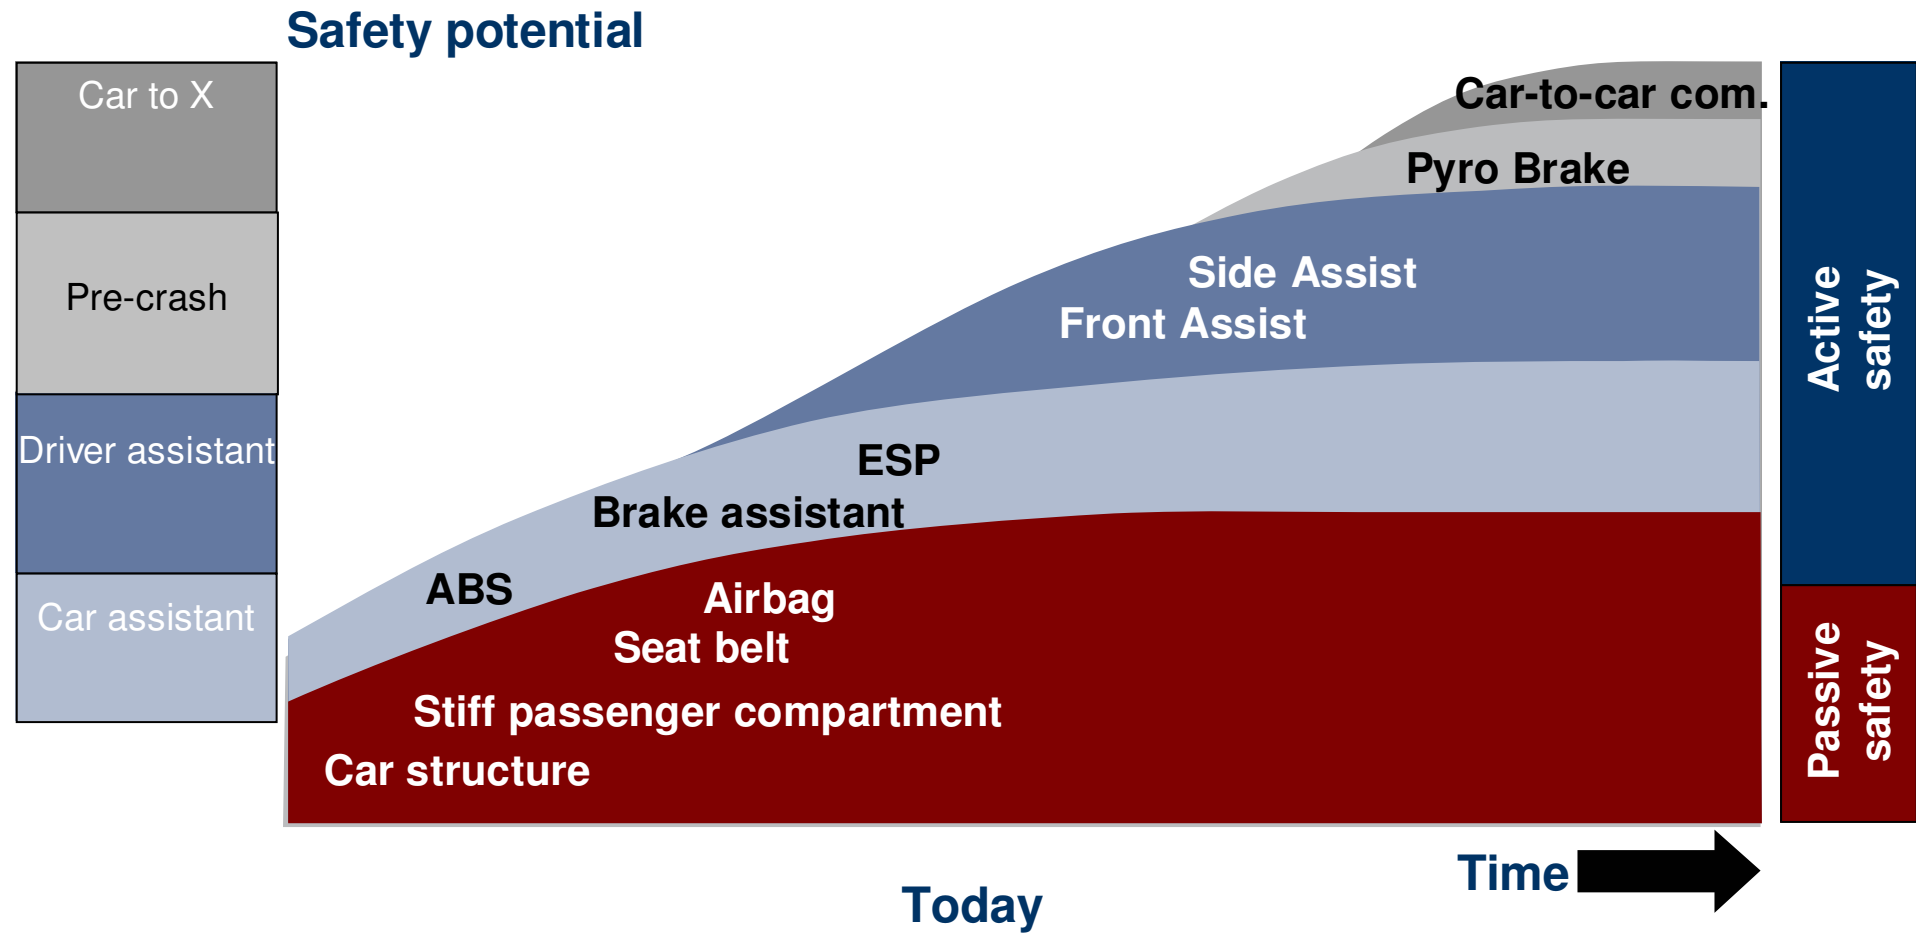 Safety potential
Car to X
Pre-crash
Driver assistant
Car assistant
Car-to-car com.
Pyro Brake
Side Assist
Front Assist
ESP
Brake assistant
ABS
Airbag
Seat belt
Stiff passenger compartment
Car structure
Active
safety
Passive
safety
Time
Today